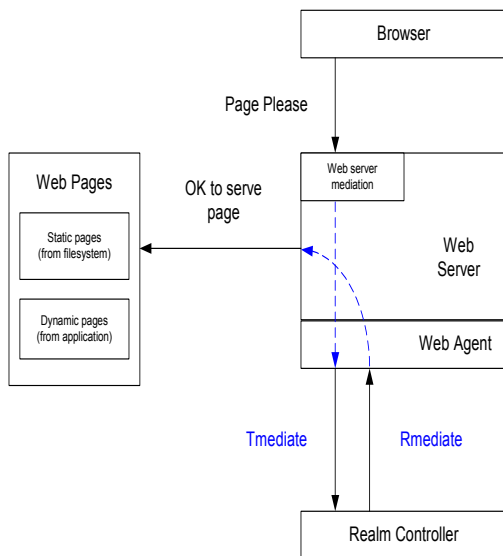 Browser
Page Please
Web Pages
Static pages
(from filesystem)
Dynamic pages
(from application)
OK to serve
page
Web server
mediation
Web
Server
Web Agent
Tmediate
Rmediate
Realm Controller